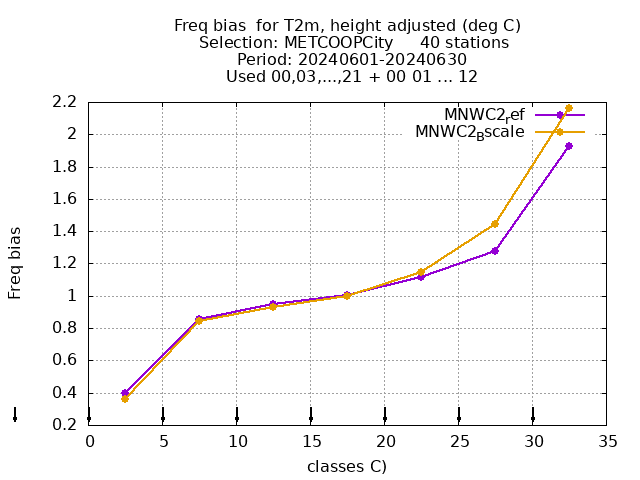 Freq bias  for T2m, height adjusted (deg C)
Selection: METCOOPCity     40 stations
Period: 20240601-20240630
Used 00,03,...,21 + 00 01 ... 12
MNWC2ref
MNWC2Bscale
2.2
2
1.8
1.6
1.4
1.2
1
0.8
0.6
0.4
0.2
Freq bias
0 5 10 15 20 25 30 35
classes C)